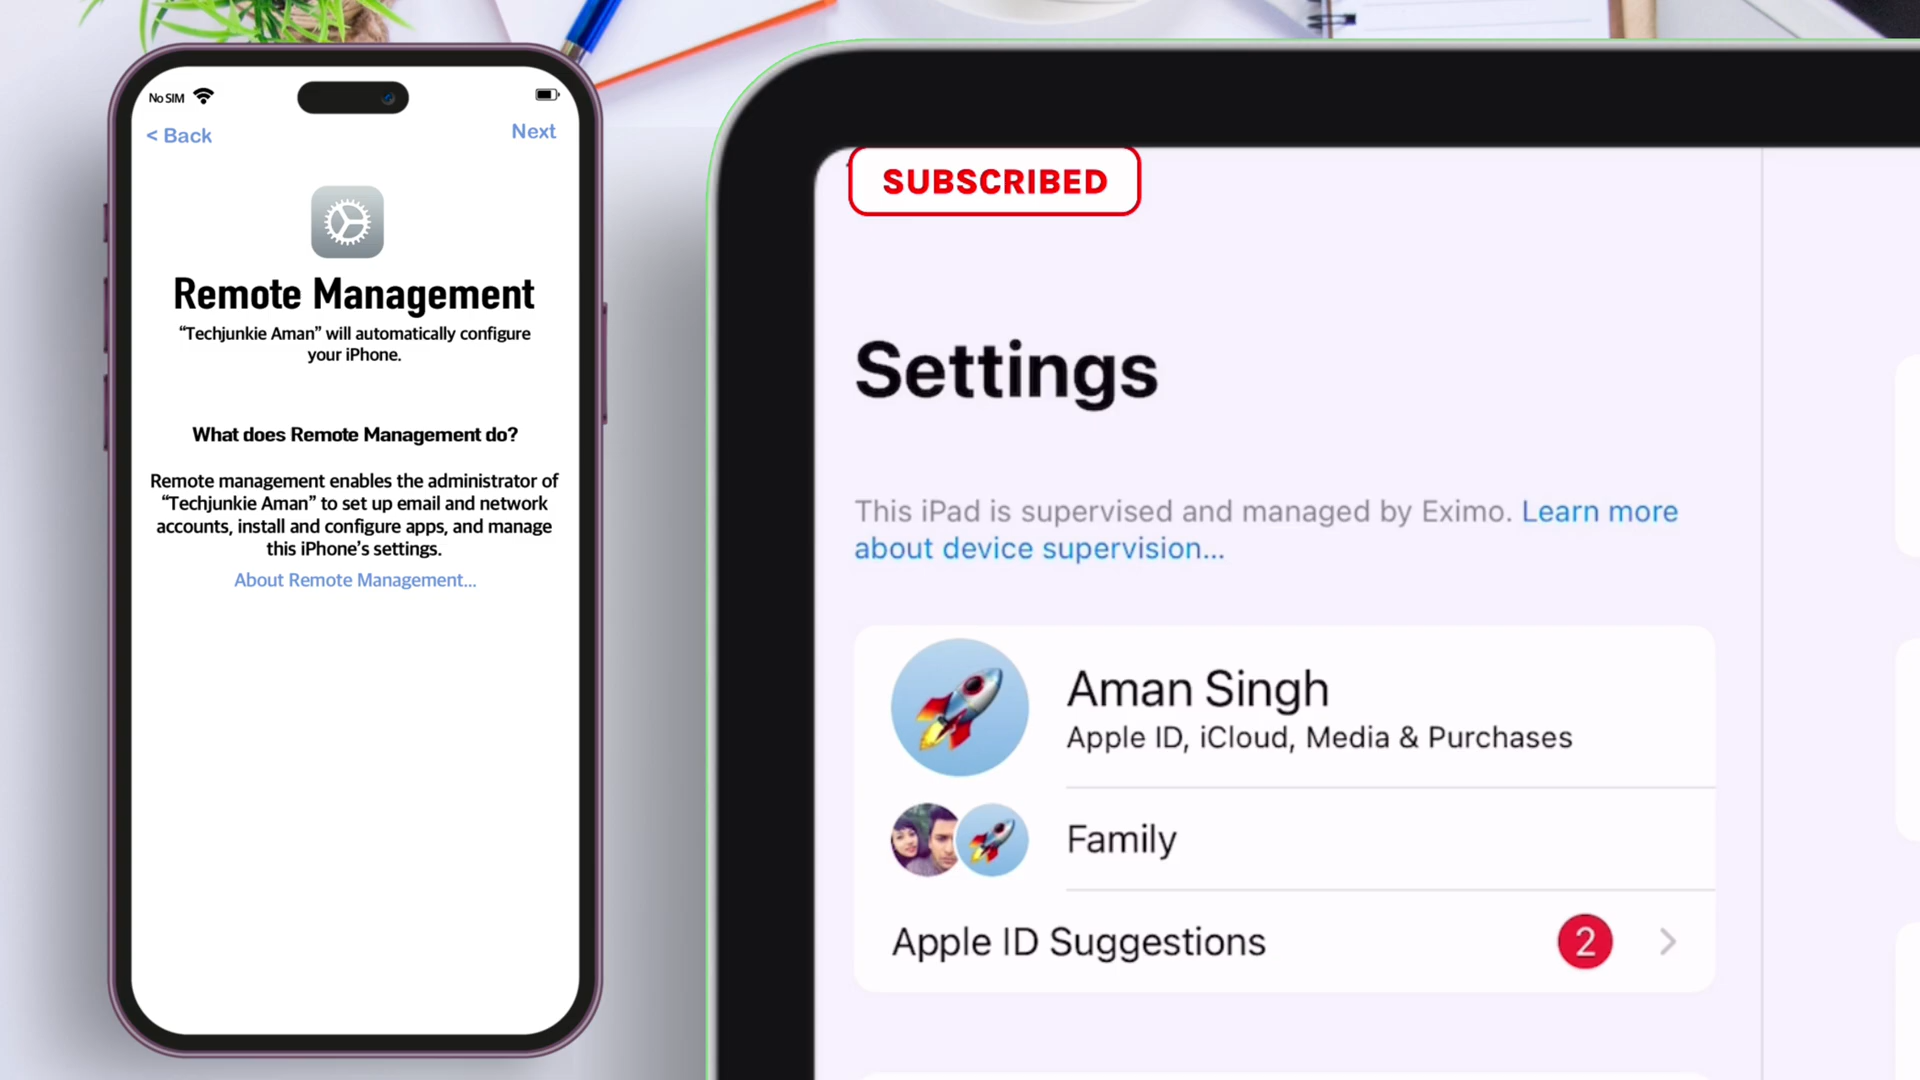 No SIM
< Back
Next
Remote Management
“Techjunkie Aman” will automatically configure
your iPhone.
What does Remote Management do?
Remote management enables the administrator of
“Techjunkie Aman” to set up email and network
accounts, install and configure apps, and manage
this iPhone’s settings.
About Remote Management...
SUBSCRIBED
Settings
This iPad is supervised and managed by Eximo. Learn more
about device supervision...
Aman Singh
Apple ID, iCloud, Media & Purchases
Family
Apple ID Suggestions
2